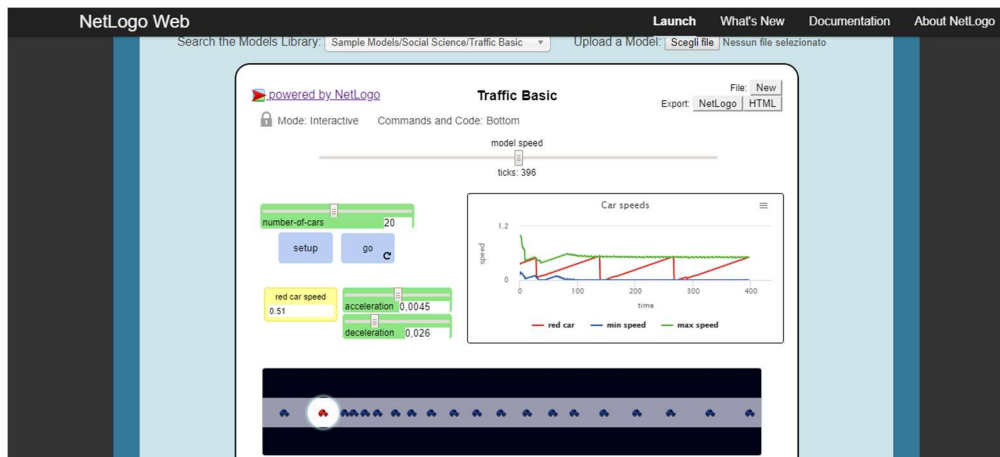 NetLogo Web Launch What's New Documentation About NetLogo
Search the Models Library: Sample Models/Social Science/Traffic Basic Upload a Model: Scegli file Nessun file selezionato
powered by NetLogo Traffic Basic File: New
Export: NetLogo HTML
Mode: Interactive Commands and Code: Bottom
model speed
ticks: 396
number-of-cars 20
setup go
red car speed
0.51
acceleration 0,0045
deceleration 0,026
Car speeds
1.2
speed
0
0 100 200 300 400
time
red car min speed max speed